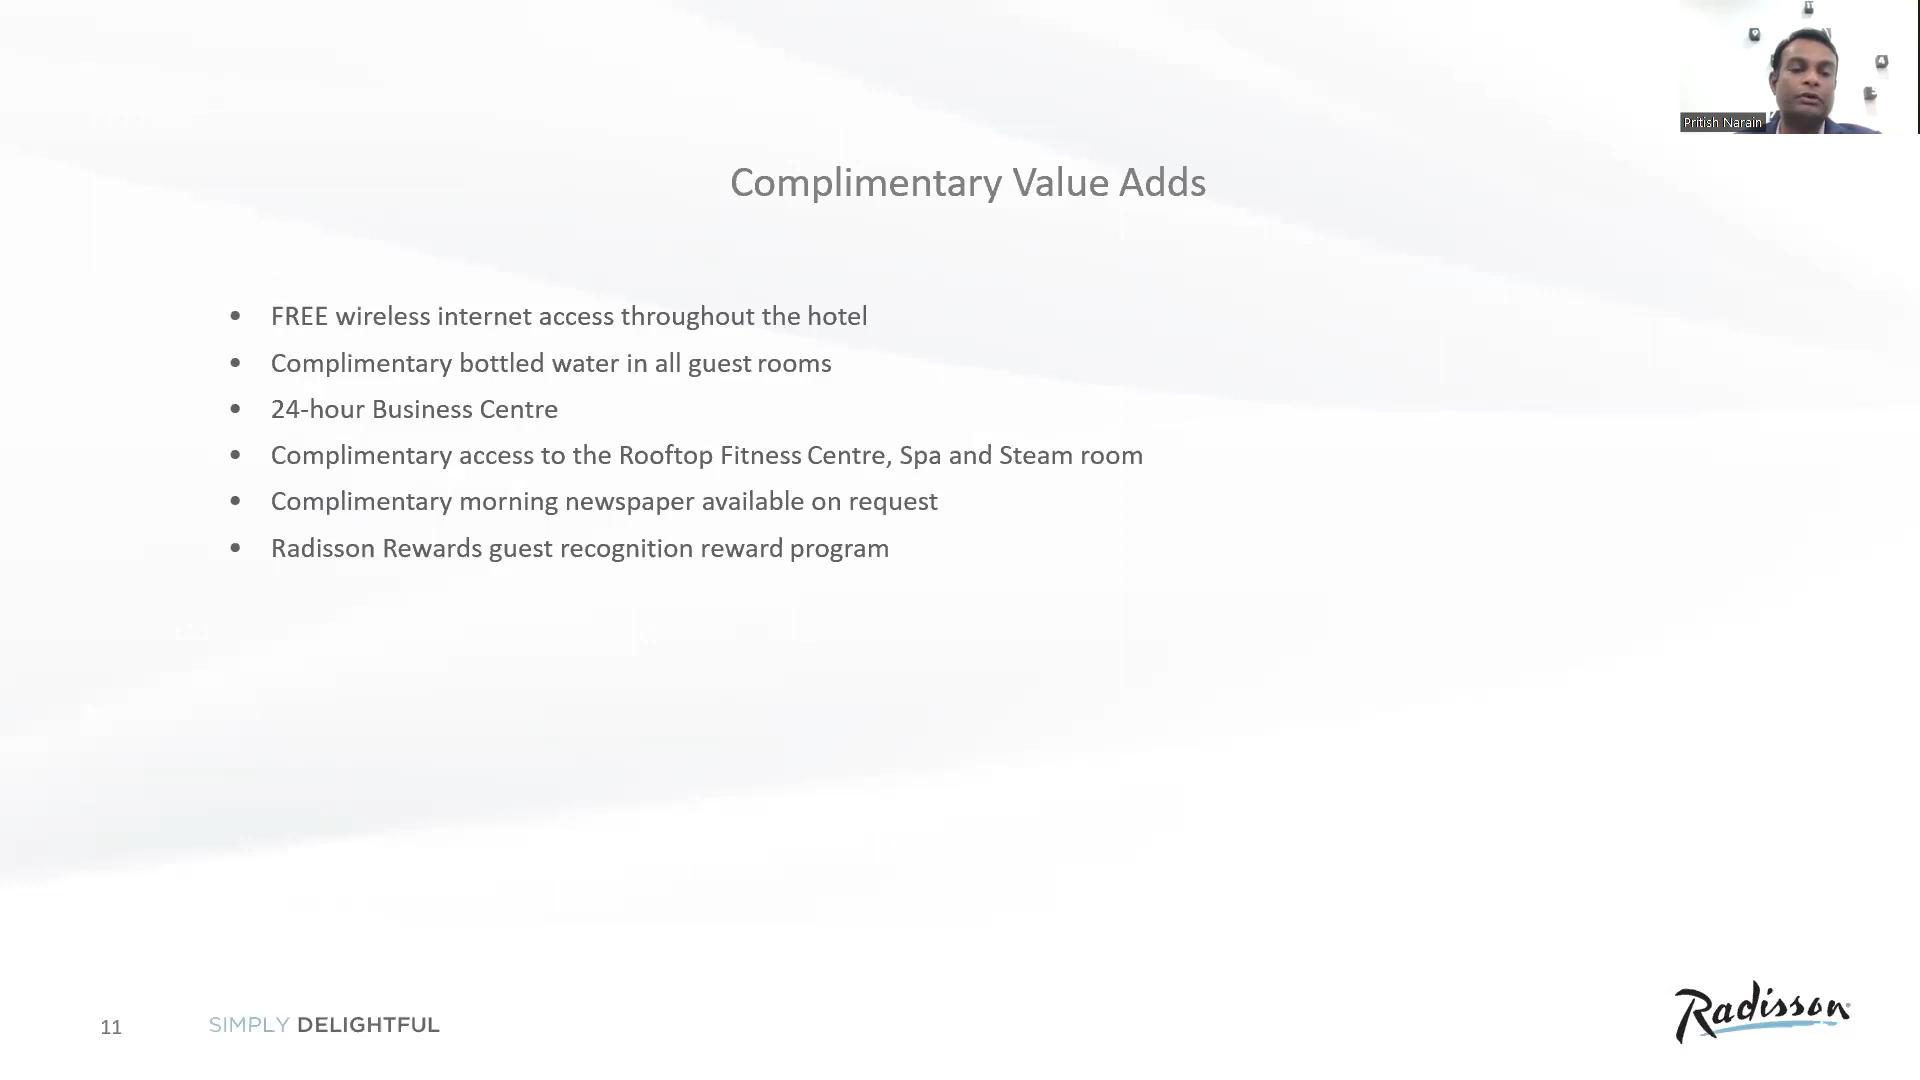 Pritish Narain
Complimentary Value Adds
• FREE wireless internet access throughout the hotel
• Complimentary bottled water in all guest rooms
• 24-hour Business Centre
• Complimentary access to the Rooftop Fitness Centre, Spa and Steam room
• Complimentary morning newspaper available on request
• Radisson Rewards guest recognition reward program
11 SIMPLY DELIGHTFUL
Radisson